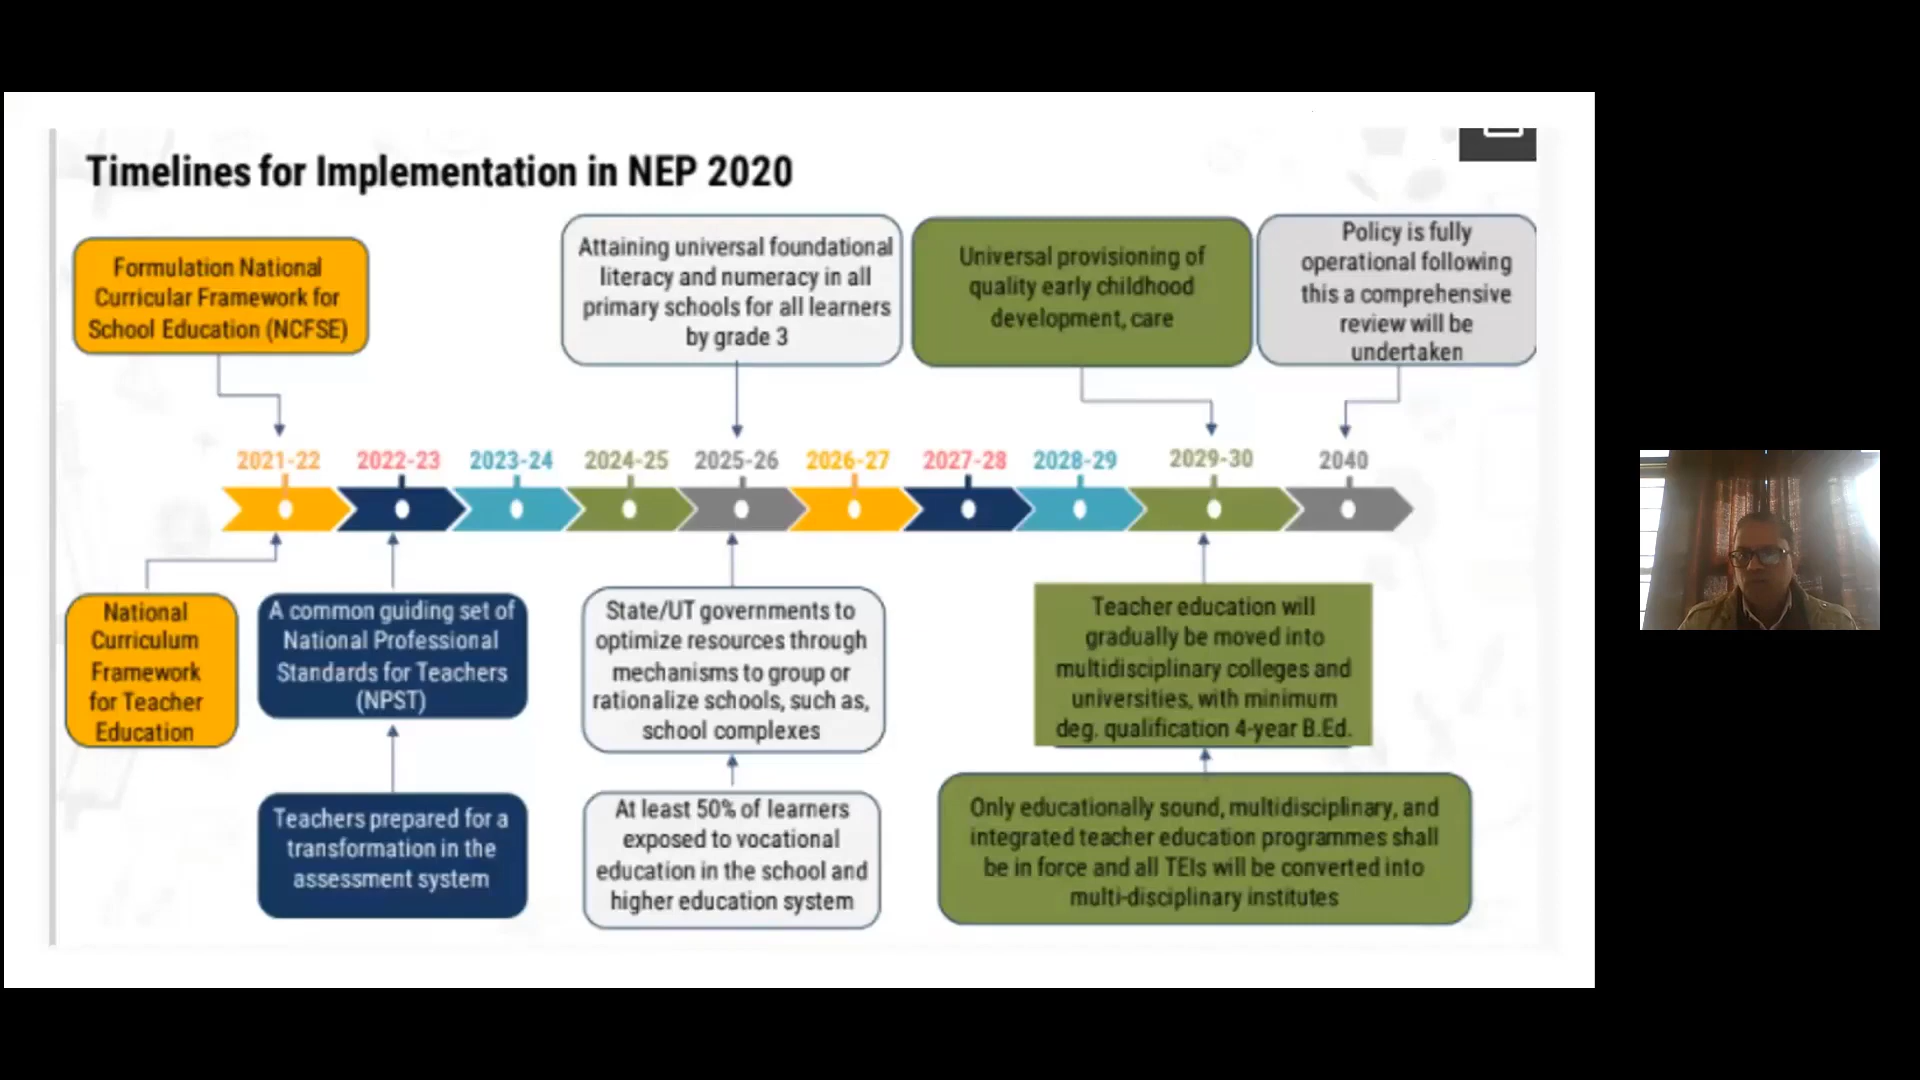 Timelines for Implementation in NEP 2020
Formulation National
Curricular Framework for
School Education (NCFSE)
Attaining universal foundational
literacy and numeracy in all
primary schools for all learners
by grade 3
Universal provisioning of
quality early childhood
development, care
Policy is fully
operational following
this a comprehensive
review will be
undertaken
2021-22 2022-23 2023-24 2024-25 2025-26 2026-27 2027-28 2028-29 2029-30 2040
National
Curriculum
Framework
for Teacher
Education
A common guiding set of
National Professional
Standards for Teachers
(NPST)
Teachers prepared for a
transformation in the
assessment system
State/UT governments to
optimize resources through
mechanisms to group or
rationalize schools, such as,
school complexes
At least 50% of learners
exposed to vocational
education in the school and
higher education system
Teacher education will
gradually be moved into
multidisciplinary colleges and
universities, with minimum
deg. qualification 4-year B.Ed.
Only educationally sound, multidisciplinary, and
integrated teacher education programmes shall
be in force and all TEIs will be converted into
multi-disciplinary institutes